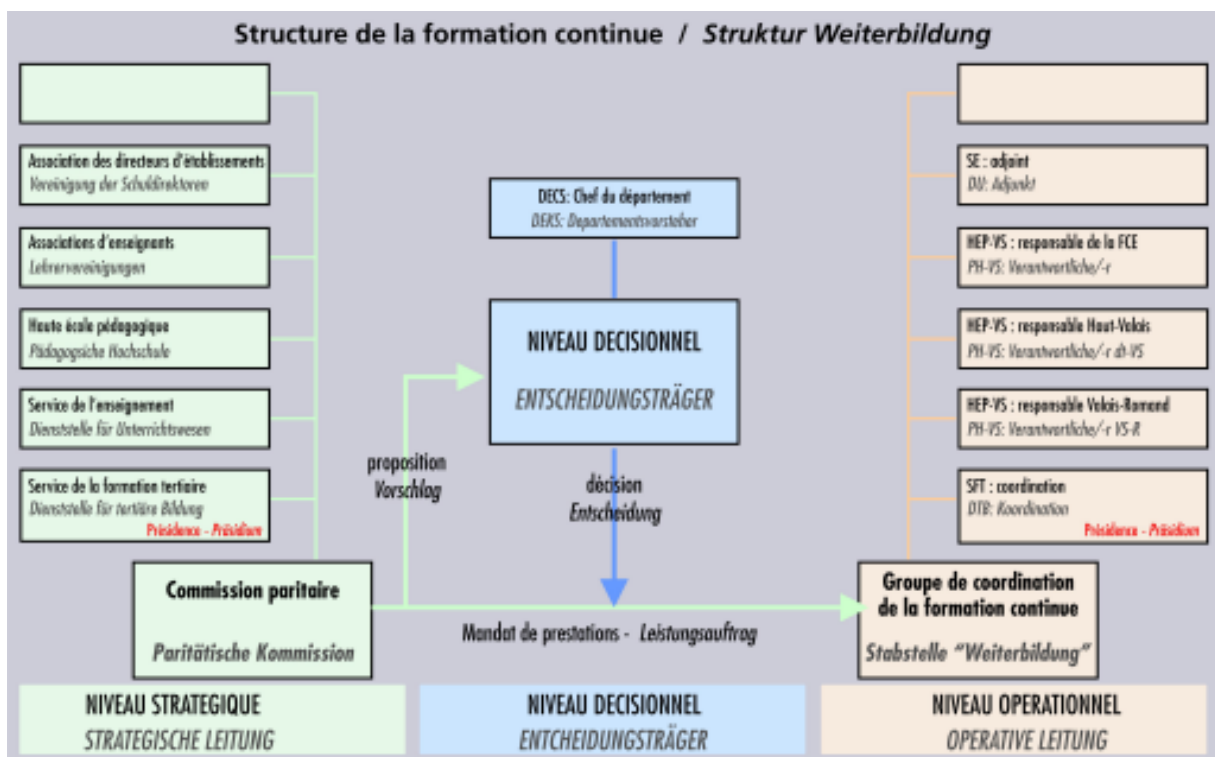 Structure de la formation continue / Struktur Weiterbildung
Association des directeurs d'établissements
Vereinigung der Schuldirektoren
Associations d'enseignants
Lehrervereinigungen
Haute école pédagogique
Pädagogsiche Hochschule
Service de l'enseignement
Dienststelle für Unterrichtswesen
Service de la formation tertiaire
Dienststelle für tertiäre Bildung
Présidence - Präsidium
Commission paritaire
Paritätische Kommission
DECS: Chef du département
DEKS: Departementsvorsteher
NIVEAU DECISIONNEL
ENTSCHEIDUNGSTRÄGER
proposition
Vorschlag
décision
Entscheidung
Mandat de prestations - Leistungsauftrag
SE : adjoint
DU: Adjunkt
HEP-VS : responsable de la FCE
PH-VS: Verantwortliche/-r
HEP-VS : responsable Haut-Valais
PH-VS: Verantwortliche/-r dt-VS
HEP-VS : responsable Valais-Romand
PH-VS: Verantwortliche/-r VS-R
SFT : coordination
DTB: Koordination
Présidence - Präsidium
Groupe de coordination
de la formation continue
Stabstelle "Weiterbildung"
NIVEAU STRATEGIQUE
STRATEGISCHE LEITUNG
NIVEAU DECISIONNEL
ENTCHEIDUNGSTRÄGER
NIVEAU OPERATIONNEL
OPERATIVE LEITUNG